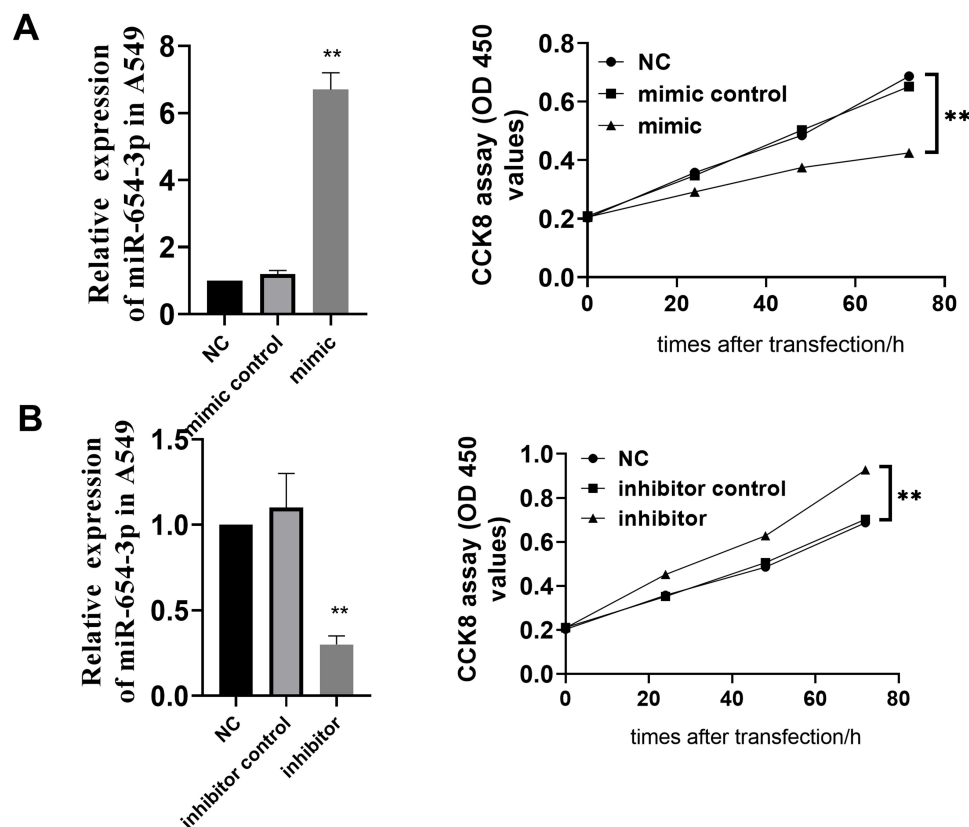 A
Relative expression
of miR-654-3p in A549
8
6
4
2
0
**
NC
mimic control
mimic
CCK8 assay (OD 450
values)
0.8
0.6
0.4
0.2
0.0
NC
mimic control
mimic
**
0
20
40
60
80
times after transfection/h
B
Relative expression
of miR-654-3p in A549
1.5
1.0
0.5
0.0
**
NC
inhibitor control
inhibitor
CCK8 assay (OD 450
values)
1.0
0.8
0.6
0.4
0.2
0.0
NC
inhibitor control
inhibitor
**
0
20
40
60
80
times after transfection/h